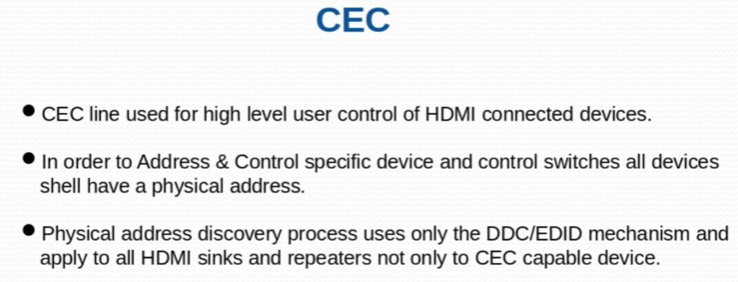 CEC
● CEC line used for high level user control of HDMI connected devices.
● In order to Address & Control specific device and control switches all devices
shell have a physical address.
● Physical address discovery process uses only the DDC/EDID mechanism and
apply to all HDMI sinks and repeaters not only to CEC capable device.